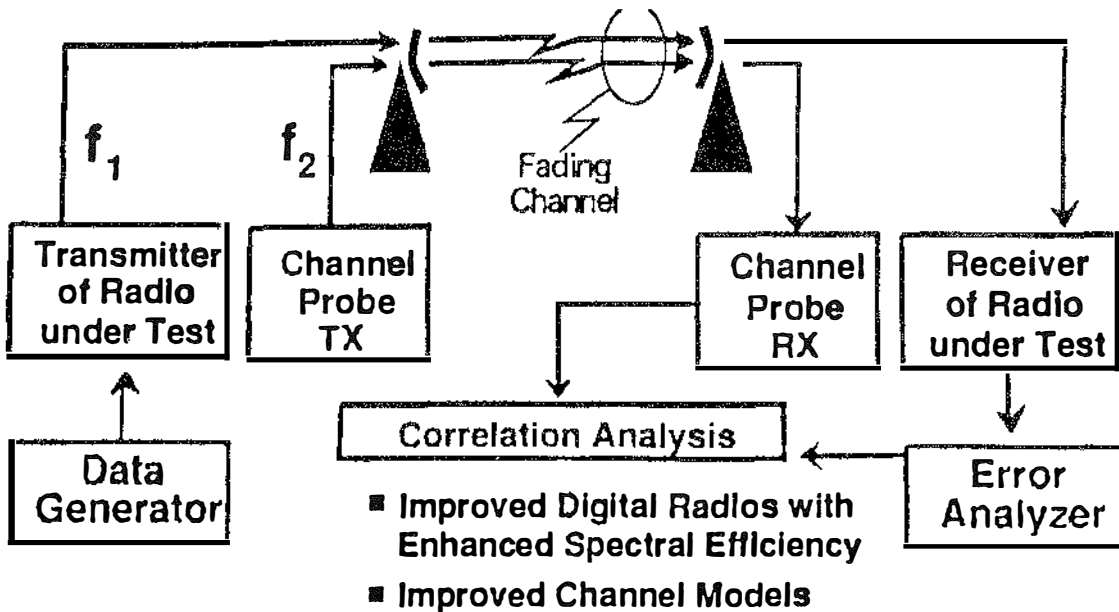 f1
f2
Fading
Channel
Transmitter
of Radio
under Test
Channel
Probe
TX
Channel
Probe
RX
Receiver
of Radio
under Test
Data
Generator
Correlation Analysis
Error
Analyzer
■ Improved Digital Radios with
Enhanced Spectral Efficiency
■ Improved Channel Models